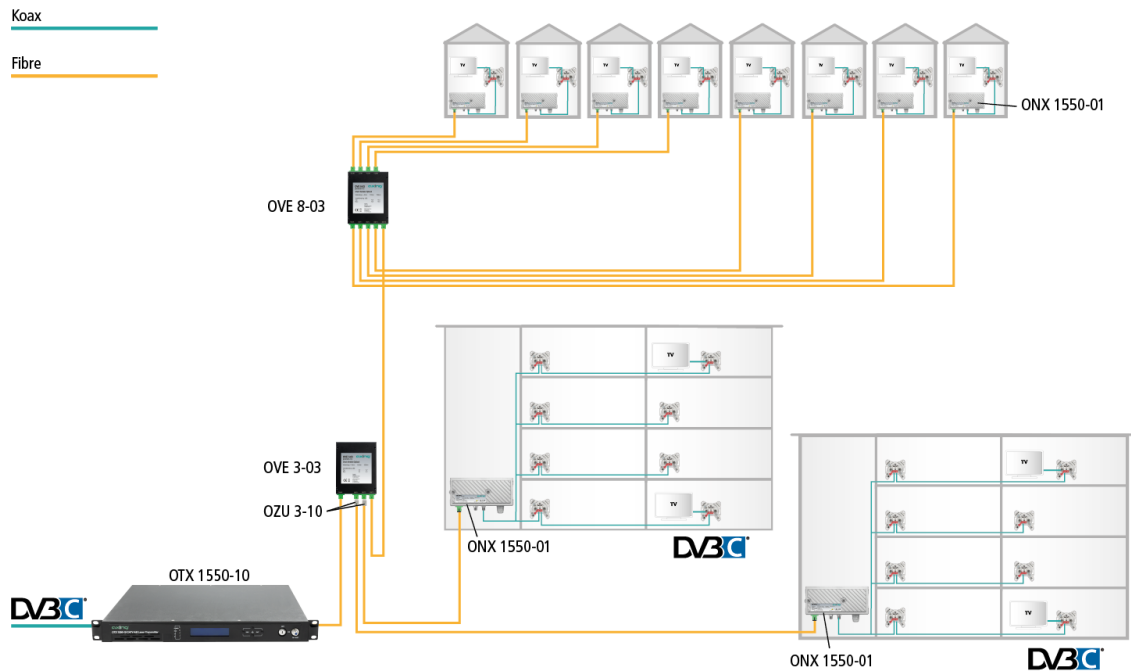 Koax
Fibre
TV TV TV TV TV TV TV TV
ONX 1550-01
OVE 8-03
TV
OVE 3-03
TV
OZU 3-10
TV
ONX 1550-01
DVB C
OTX 1550-10
DVB C
TV
ONX 1550-01
DVB C